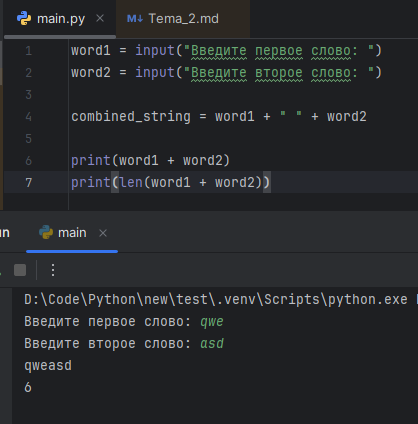 main.py × M↓ Tema_2.md
1 word1 = input("Введите первое слово: ")
2 word2 = input("Введите второе слово: ")
3
4 combined_string = word1 + " " + word2
5
6 print(word1 + word2)
7 print(len(word1 + word2))
main ×
D:\Code\Python\new\test\.venv\Scripts\python.exe
Введите первое слово: qwe
Введите второе слово: asd
qweasd
6